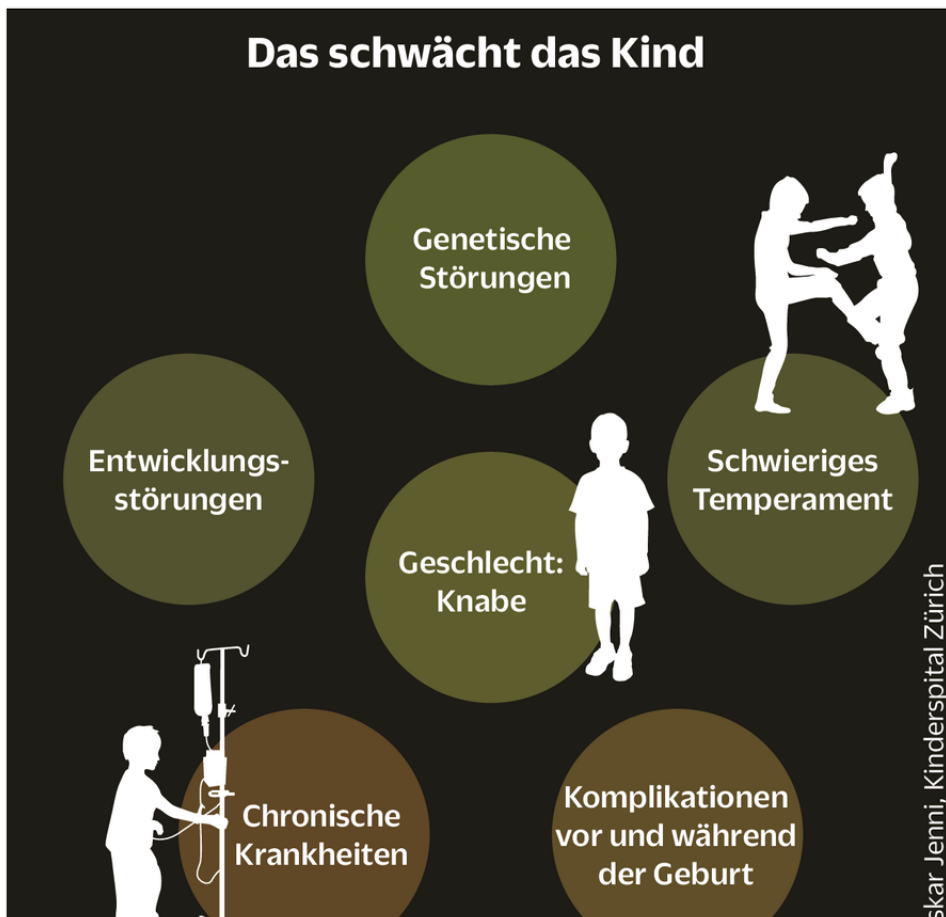 Das schwächt das Kind
Genetische
Störungen
Entwicklungs-
störungen
Schwieriges
Temperament
Geschlecht:
Knabe
Chronische
Krankheiten
Komplikationen
vor und während
der Geburt
Jenni, Kinderspital Zürich